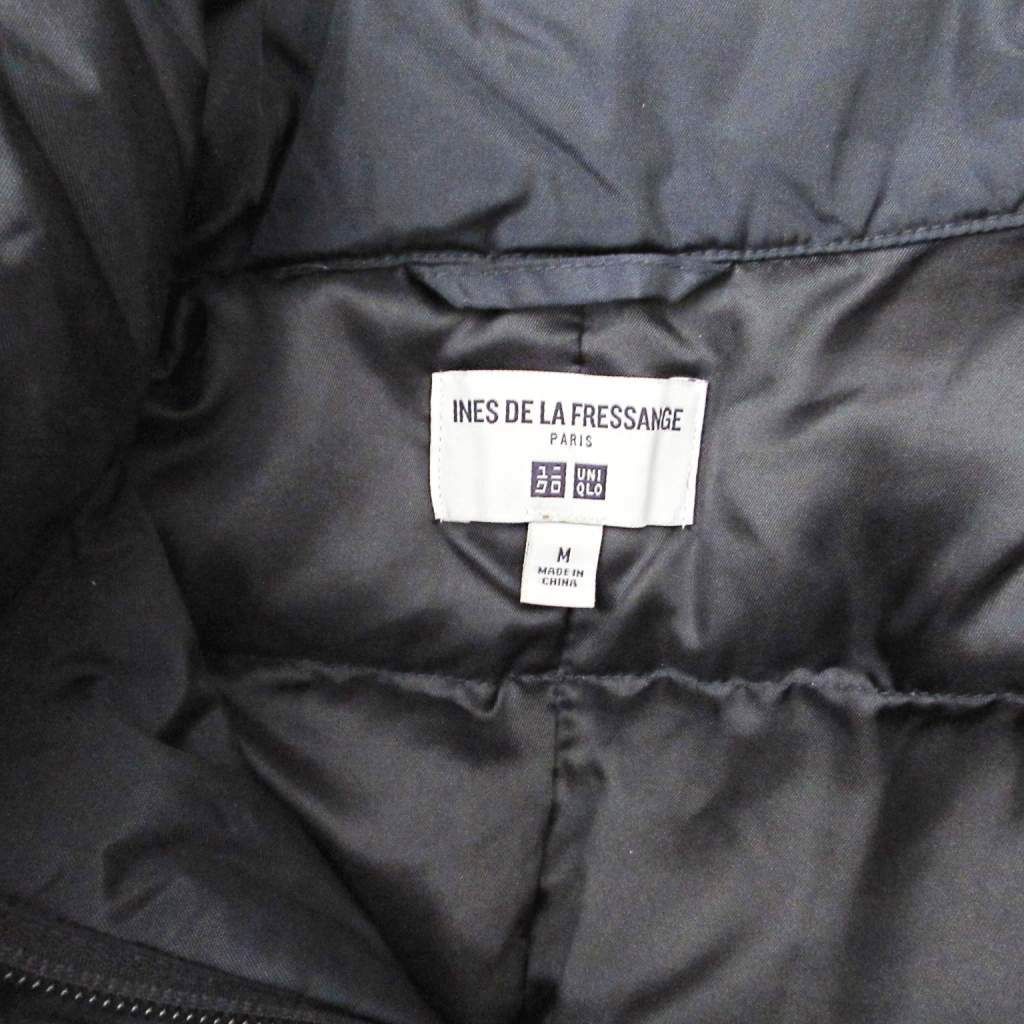 INES DE LA FRESSANGE
PARIS
ユニ UNI
クロ QLO
M
MADE IN
CHINA